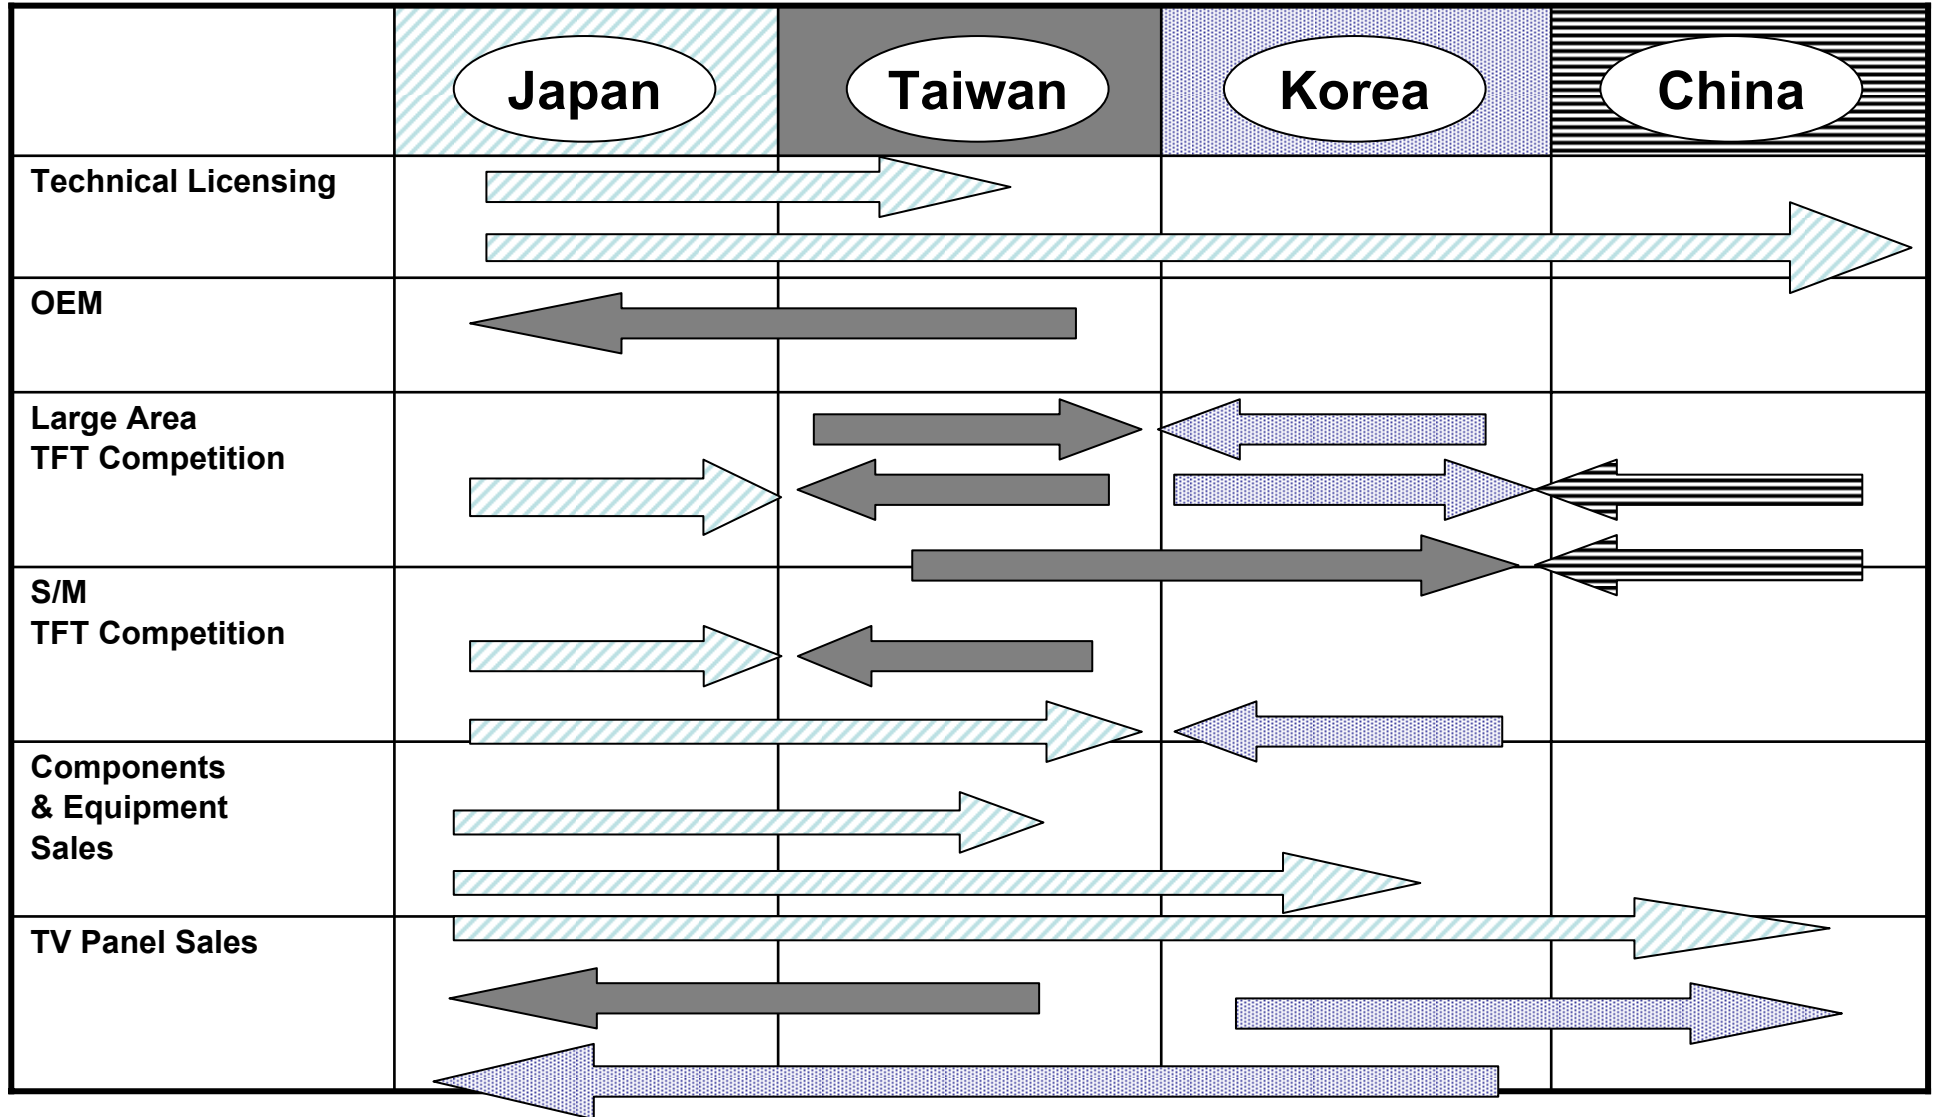 Japan
Taiwan
Korea
China
Technical Licensing
OEM
Large Area
TFT Competition
S/M
TFT Competition
Components
& Equipment
Sales
TV Panel Sales